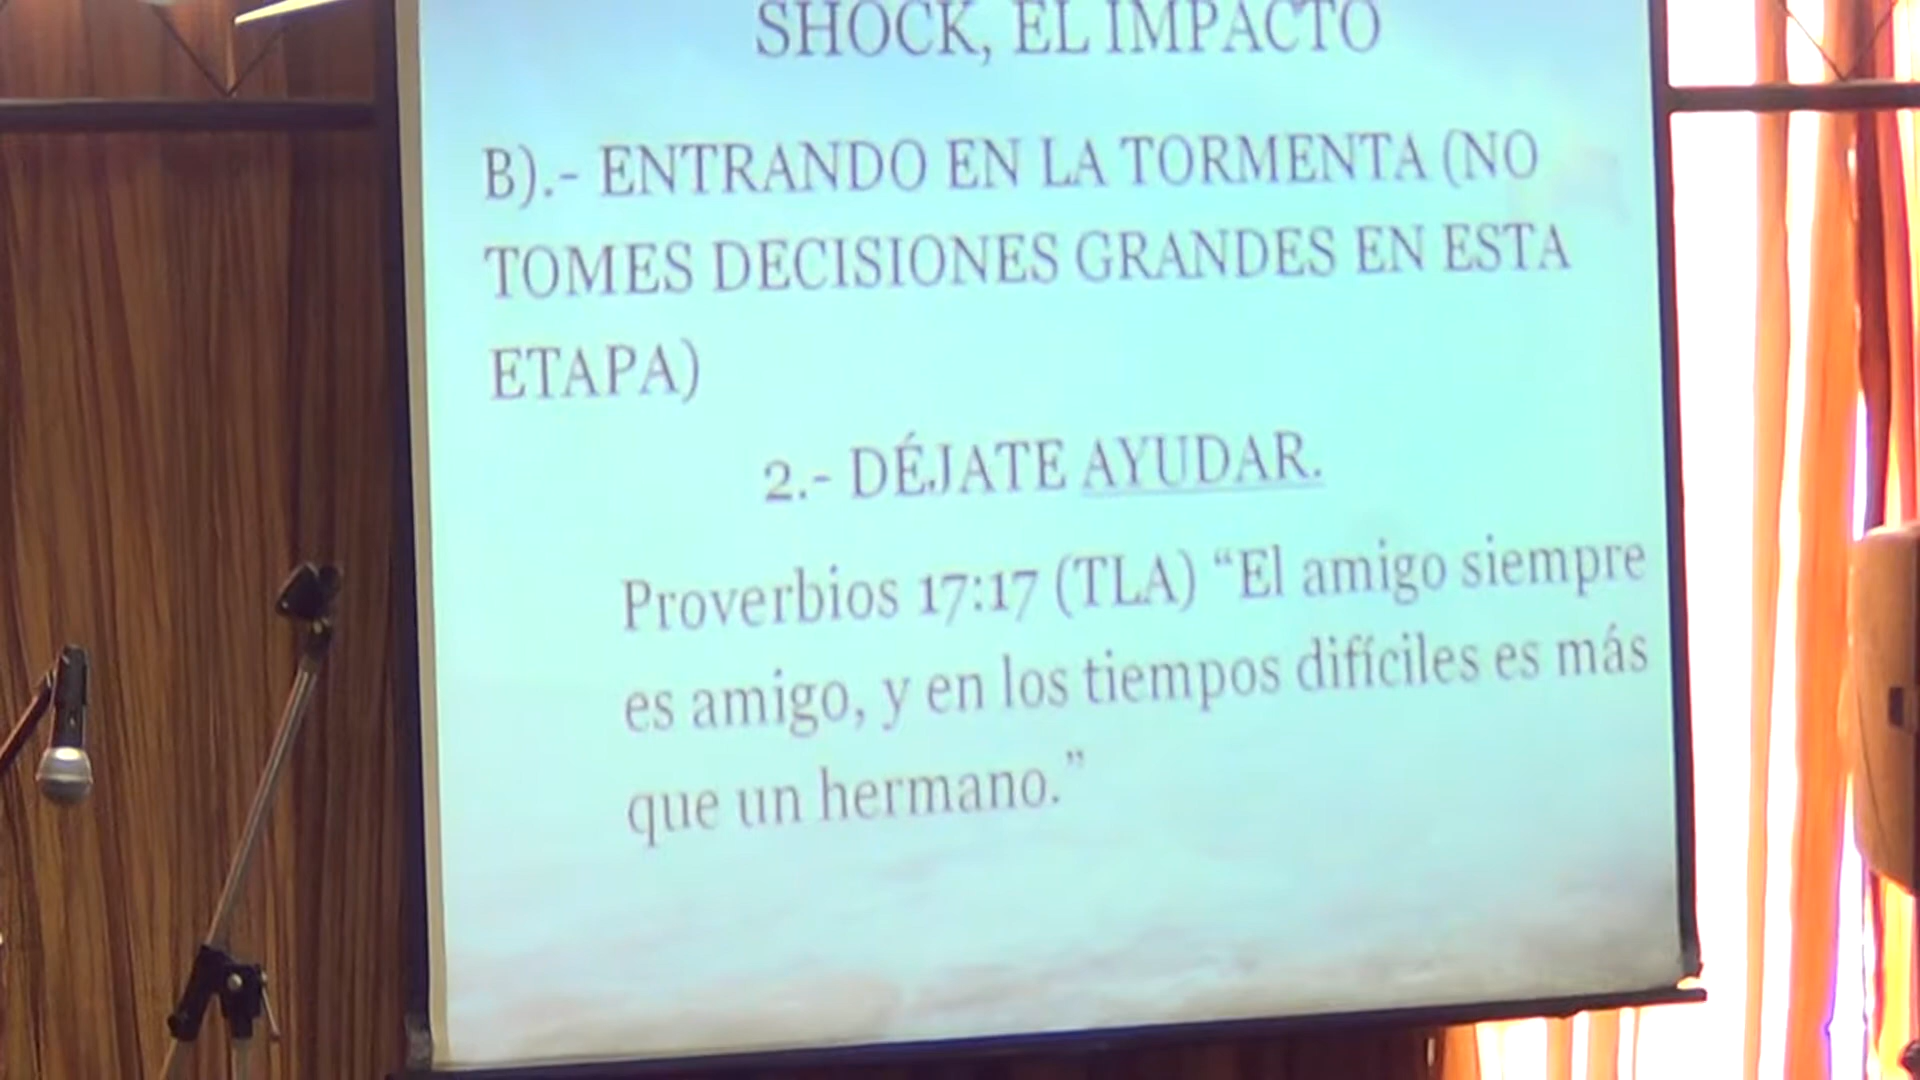 SHOCK, EL IMPACTO
B).- ENTRANDO EN LA TORMENTA (NO
TOMES DECISIONES GRANDES EN ESTA
ETAPA)
2.- DÉJATE AYUDAR.
Proverbios 17:17 (TLA) “El amigo siempre
es amigo, y en los tiempos difíciles es más
que un hermano.”